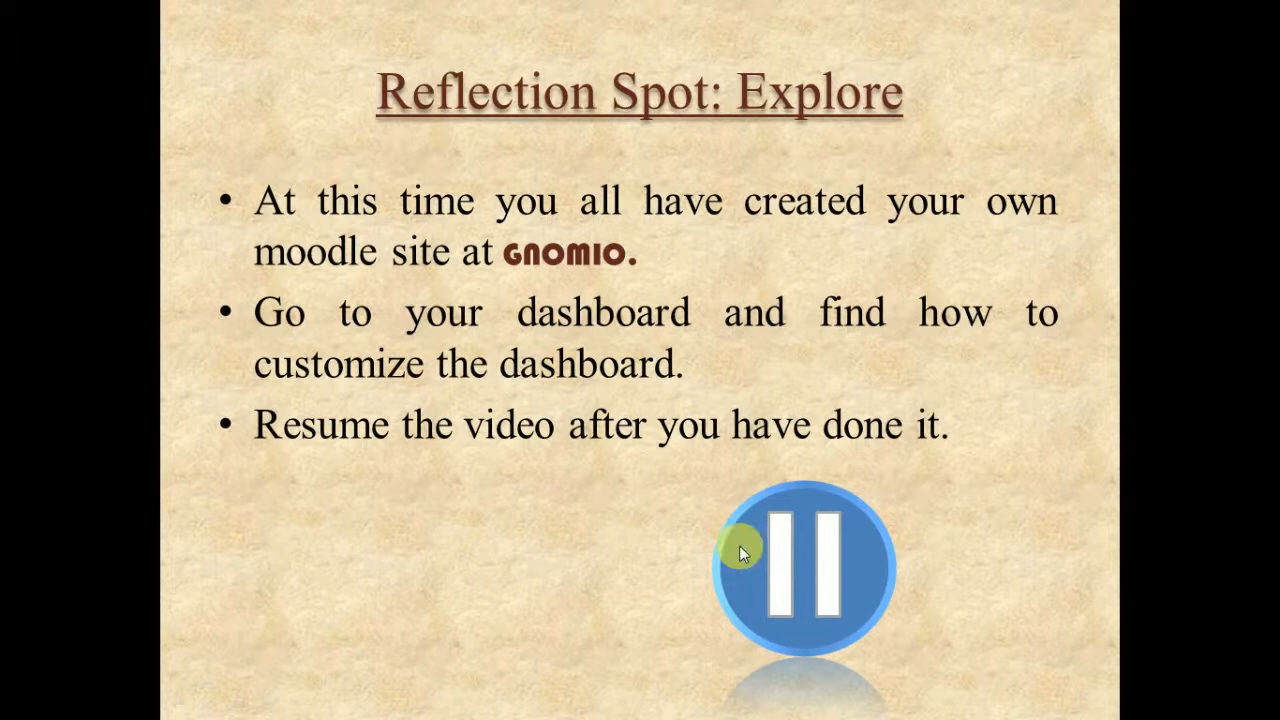 Reflection Spot: Explore
• At this time you all have created your own
moodle site at GNOMIO.
• Go to your dashboard and find how to
customize the dashboard.
• Resume the video after you have done it.